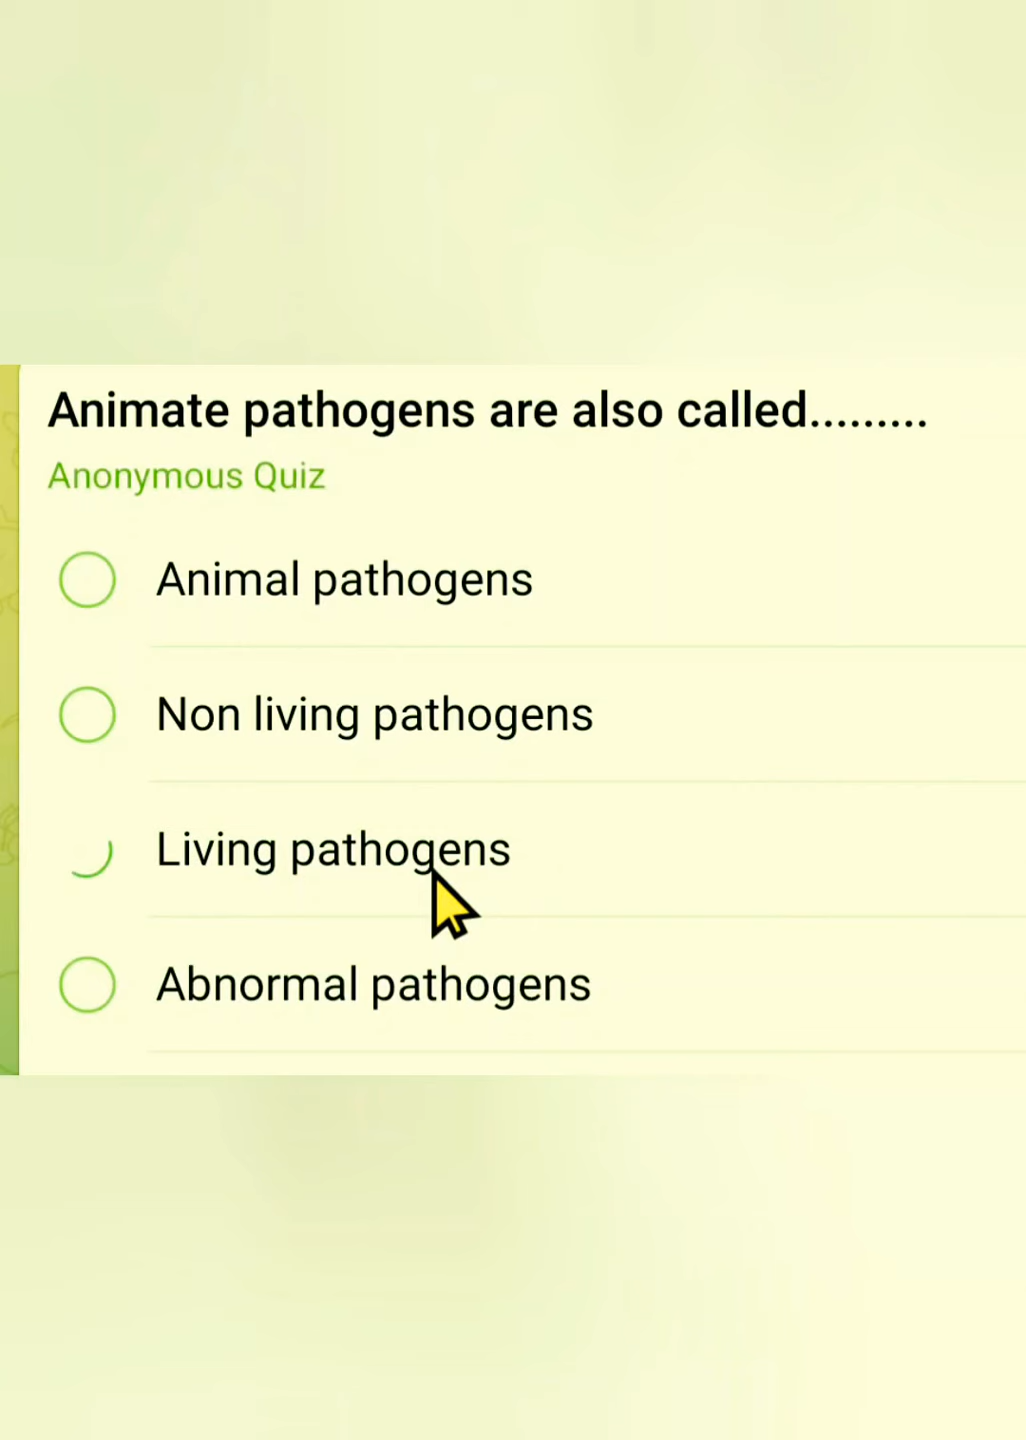 Animate pathogens are also called.........
Anonymous Quiz
Animal pathogens
Non living pathogens
Living pathogens
Abnormal pathogens